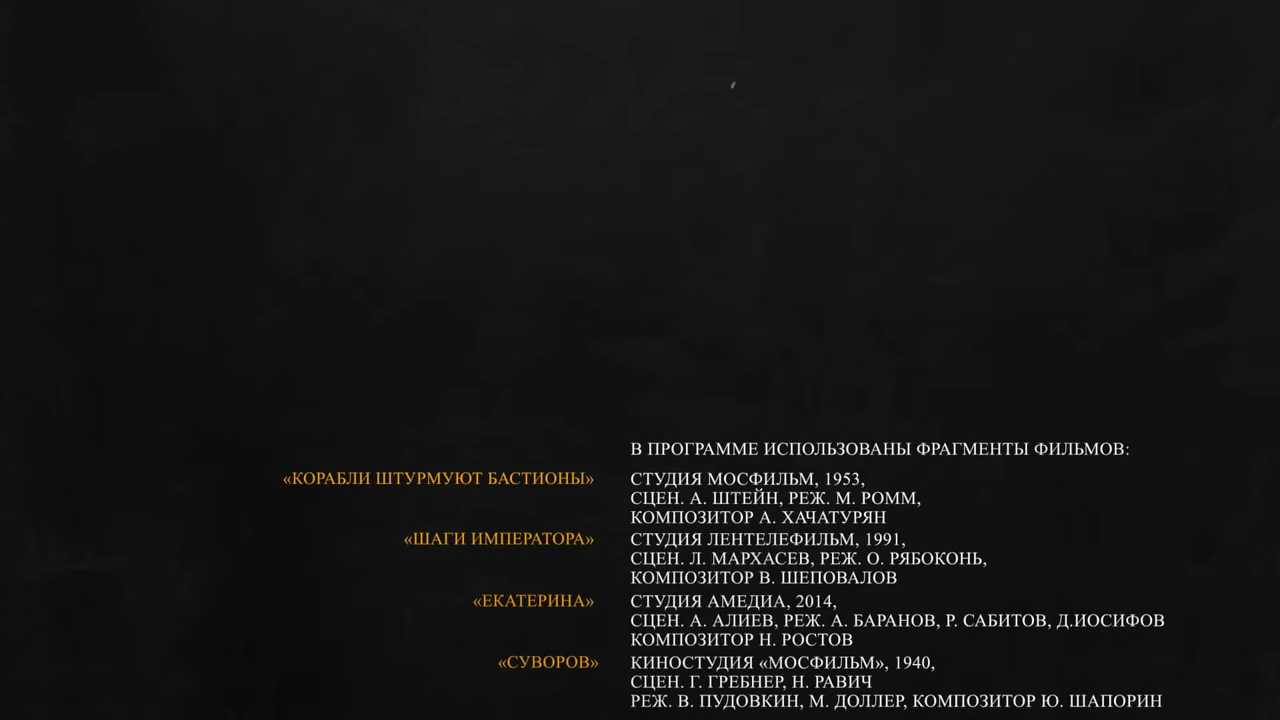 В ПРОГРАММЕ ИСПОЛЬЗОВАНЫ ФРАГМЕНТЫ ФИЛЬМОВ:
«КОРАБЛИ ШТУРМУЮТ БАСТИОНЫ» СТУДИЯ МОСФИЛЬМ, 1953,
СЦЕН. А. ШТЕЙН, РЕЖ. М. РОММ,
КОМПОЗИТОР А. ХАЧАТУРЯН
«ШАГИ ИМПЕРАТОРА» СТУДИЯ ЛЕНТЕЛЕФИЛЬМ, 1991,
СЦЕН. Л. МАРХАСЕВ, РЕЖ. О. РЯБОКОНЬ,
КОМПОЗИТОР В. ШЕПОВАЛОВ
«ЕКАТЕРИНА» СТУДИЯ АМЕДИА, 2014,
СЦЕН. А. АЛИЕВ, РЕЖ. А. БАРАНОВ, Р. САБИТОВ, Д.ИОСИФОВ
КОМПОЗИТОР Н. РОСТОВ
«СУВОРОВ» КИНОСТУДИЯ «МОСФИЛЬМ», 1940,
СЦЕН. Г. ГРЕБНЕР, Н. РАВИЧ
РЕЖ. В. ПУДОВКИН, М. ДОЛЛЕР, КОМПОЗИТОР Ю. ШАПОРИН